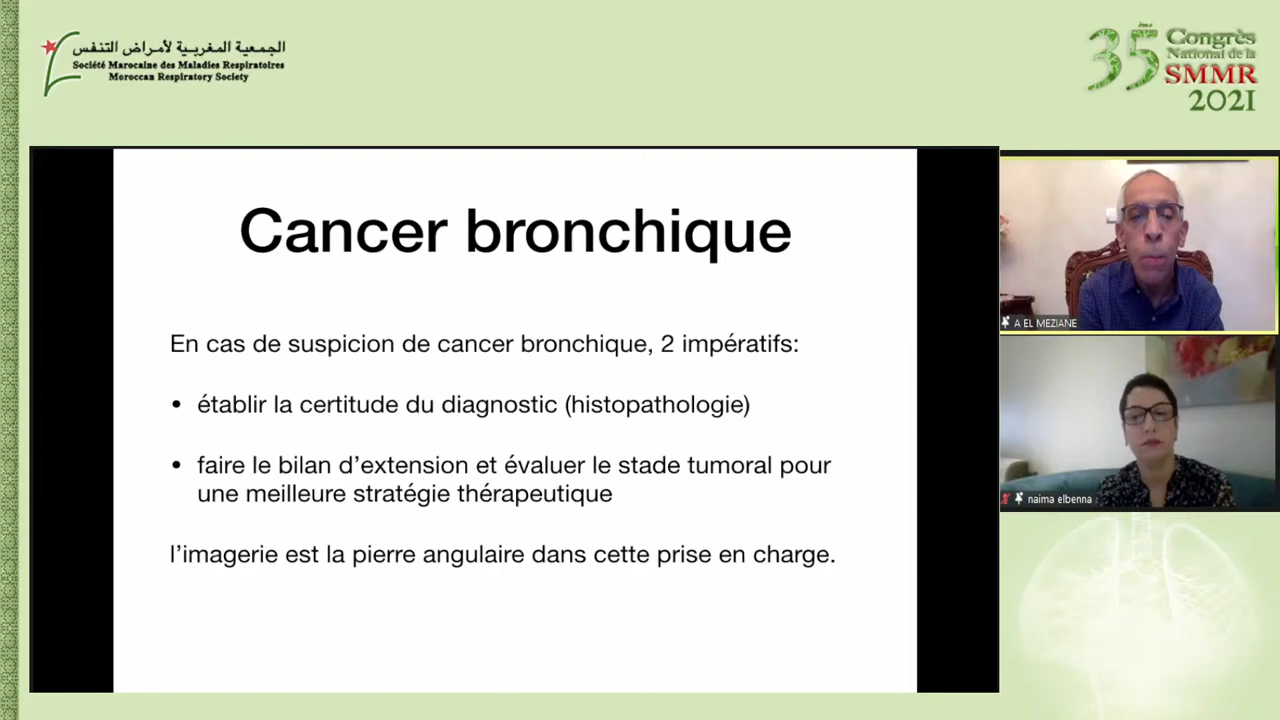 الجمعية المغربية لأمراض التنفس
Société Marocaine des Maladies Respiratoires
Moroccan Respiratory Society
35 ème Congrès
National de la
SMMR
2021
Cancer bronchique
En cas de suspicion de cancer bronchique, 2 impératifs:
• établir la certitude du diagnostic (histopathologie)
• faire le bilan d’extension et évaluer le stade tumoral pour
une meilleure stratégie thérapeutique
l’imagerie est la pierre angulaire dans cette prise en charge.
A EL MEZIANE
naima elbenna